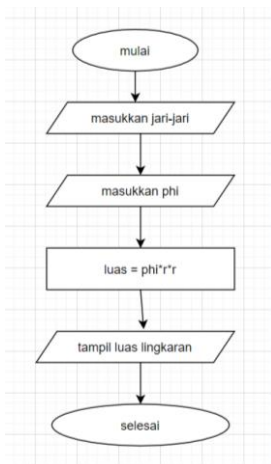 mulai
masukkan jari-jari
masukkan phi
luas = phi*r*r
tampil luas lingkaran
selesai